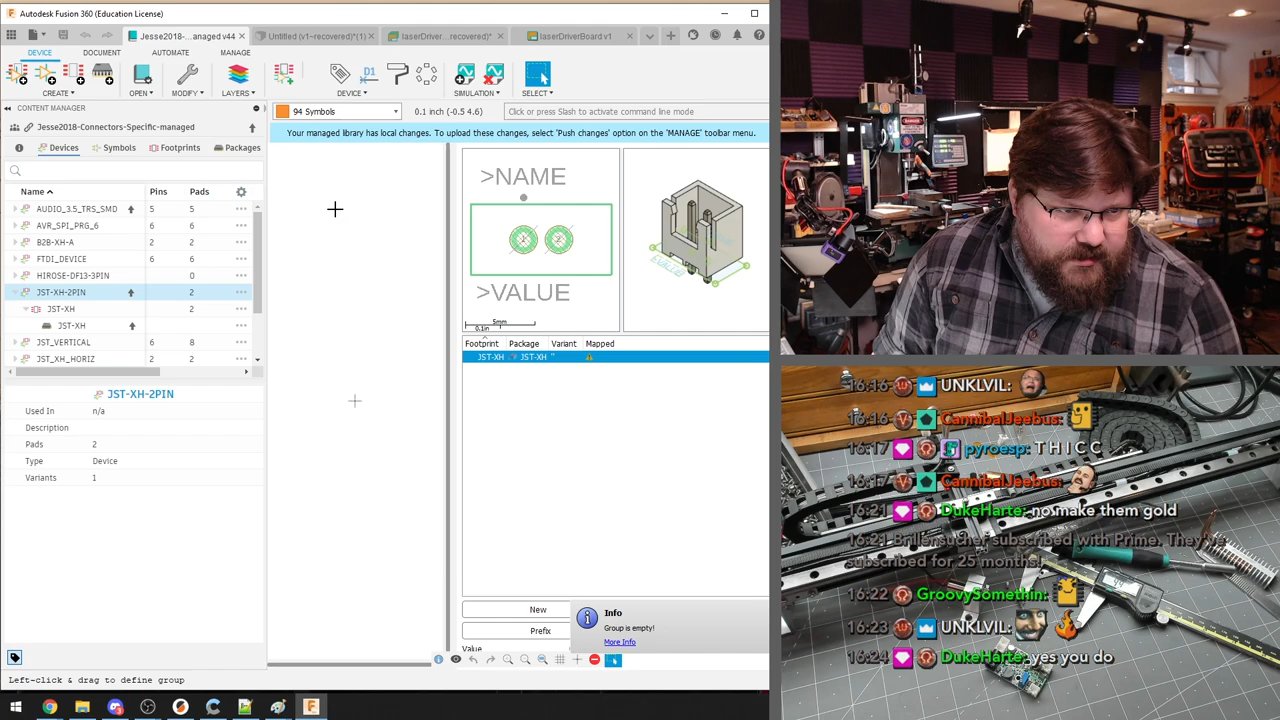 Autodesk Fusion 360 (Education License)
Jesse2018-...anaged v44
Untitled (v1~recovered)*(1)
laserDriver....recovered)*
laserDriverBoard v1
DEVICE
DOCUMENT
AUTOMATE
MANAGE
CREATE
OPEN
MODIFY
LAYERS
D1
DEVICE
SIMULATION
SELECT
CONTENT MANAGER
94 Symbols
0.1 inch (-0.5 4.6)
Click or press Slash to activate command line mode
Your managed library has local changes. To upload these changes, select 'Push changes' option on the 'MANAGE' toolbar menu.
Devices
Symbols
Footprints
Packages
Name
Pins
Pads
AUDIO_3.5_TRS_SMD 5 5
AVR_SPI_PRG_6 6 6
B2B-XH-A 2 2
FTDI_DEVICE 6 6
HIROSE-DF13-3PIN 0
JST-XH-2PIN 2
JST-XH 2
JST-XH
JST_VERTICAL 6 8
JST_XH_HORIZ 2 2
JST-XH-2PIN
Used In n/a
Description
Pads 2
Type Device
Variants 1
>NAME
1 2
>VALUE
5mm
0.1in
Footprint Package Variant Mapped
JST-XH JST-XH ''
New
Prefix
Value
Info
Group is empty!
More Info
Left-click & drag to define group
16:16 UNKLVIL:
16:16 CannibalJeebus:
16:17 pyroesp: T H I C C
16:17 CannibalJeebus:
16:21 DukeHarte: no make them gold
16:21 Brillensucher subscribed with Prime. They've
subscribed for 25 months!
16:22 GroovySomethin:
16:23 UNKLVIL:
16:24 DukeHarte: yes you do